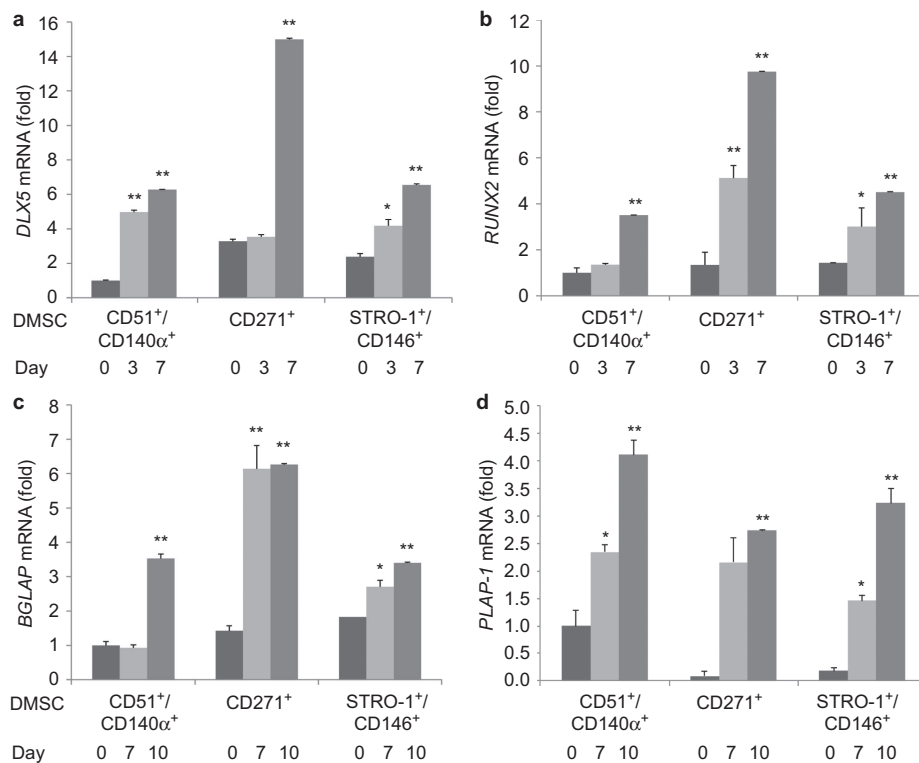 a
DLX5 mRNA (fold)
16
14
12
10
8
6
4
2
0
** ** ** * **
DMSC CD51+/CD140α+ CD271+ STRO-1+/CD146+
Day 0 3 7 0 3 7 0 3 7
b
RUNX2 mRNA (fold)
12
10
8
6
4
2
0
** ** ** * **
CD51+/CD140α+ CD271+ STRO-1+/CD146+
0 3 7 0 3 7 0 3 7
c
BGLAP mRNA (fold)
8
7
6
5
4
3
2
1
0
** ** ** * **
DMSC CD51+/CD140α+ CD271+ STRO-1+/CD146+
Day 0 7 10 0 7 10 0 7 10
d
PLAP-1 mRNA (fold)
5.0
4.5
4.0
3.5
3.0
2.5
2.0
1.5
1.0
0.5
0.0
* ** ** * **
CD51+/CD140α+ CD271+ STRO-1+/CD146+
0 7 10 0 7 10 0 7 10